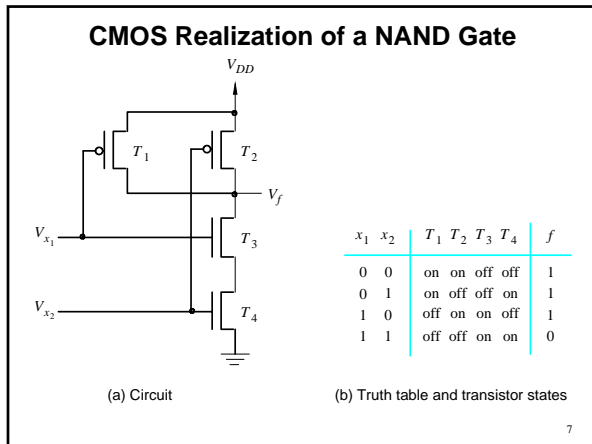 CMOS Realization of a NAND Gate
V_DD
T_1
T_2
V_f
V_x1
T_3
V_x2
T_4
(a) Circuit
x_1 x_2 T_1 T_2 T_3 T_4 f
0 0 on on off off 1
0 1 on off off on 1
1 0 off on on off 1
1 1 off off on on 0
(b) Truth table and transistor states
7